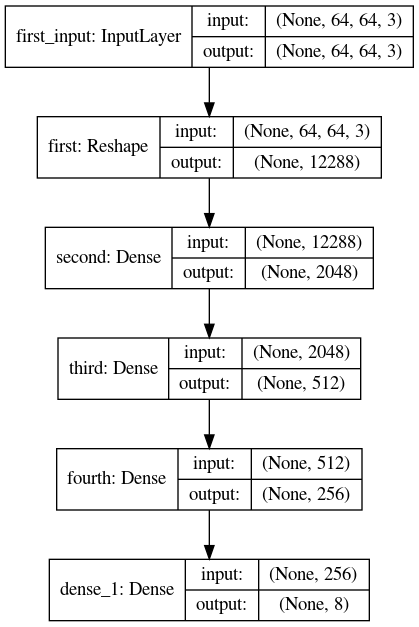 first_input: InputLayer
input: (None, 64, 64, 3)
output: (None, 64, 64, 3)
first: Reshape
input: (None, 64, 64, 3)
output: (None, 12288)
second: Dense
input: (None, 12288)
output: (None, 2048)
third: Dense
input: (None, 2048)
output: (None, 512)
fourth: Dense
input: (None, 512)
output: (None, 256)
dense_1: Dense
input: (None, 256)
output: (None, 8)